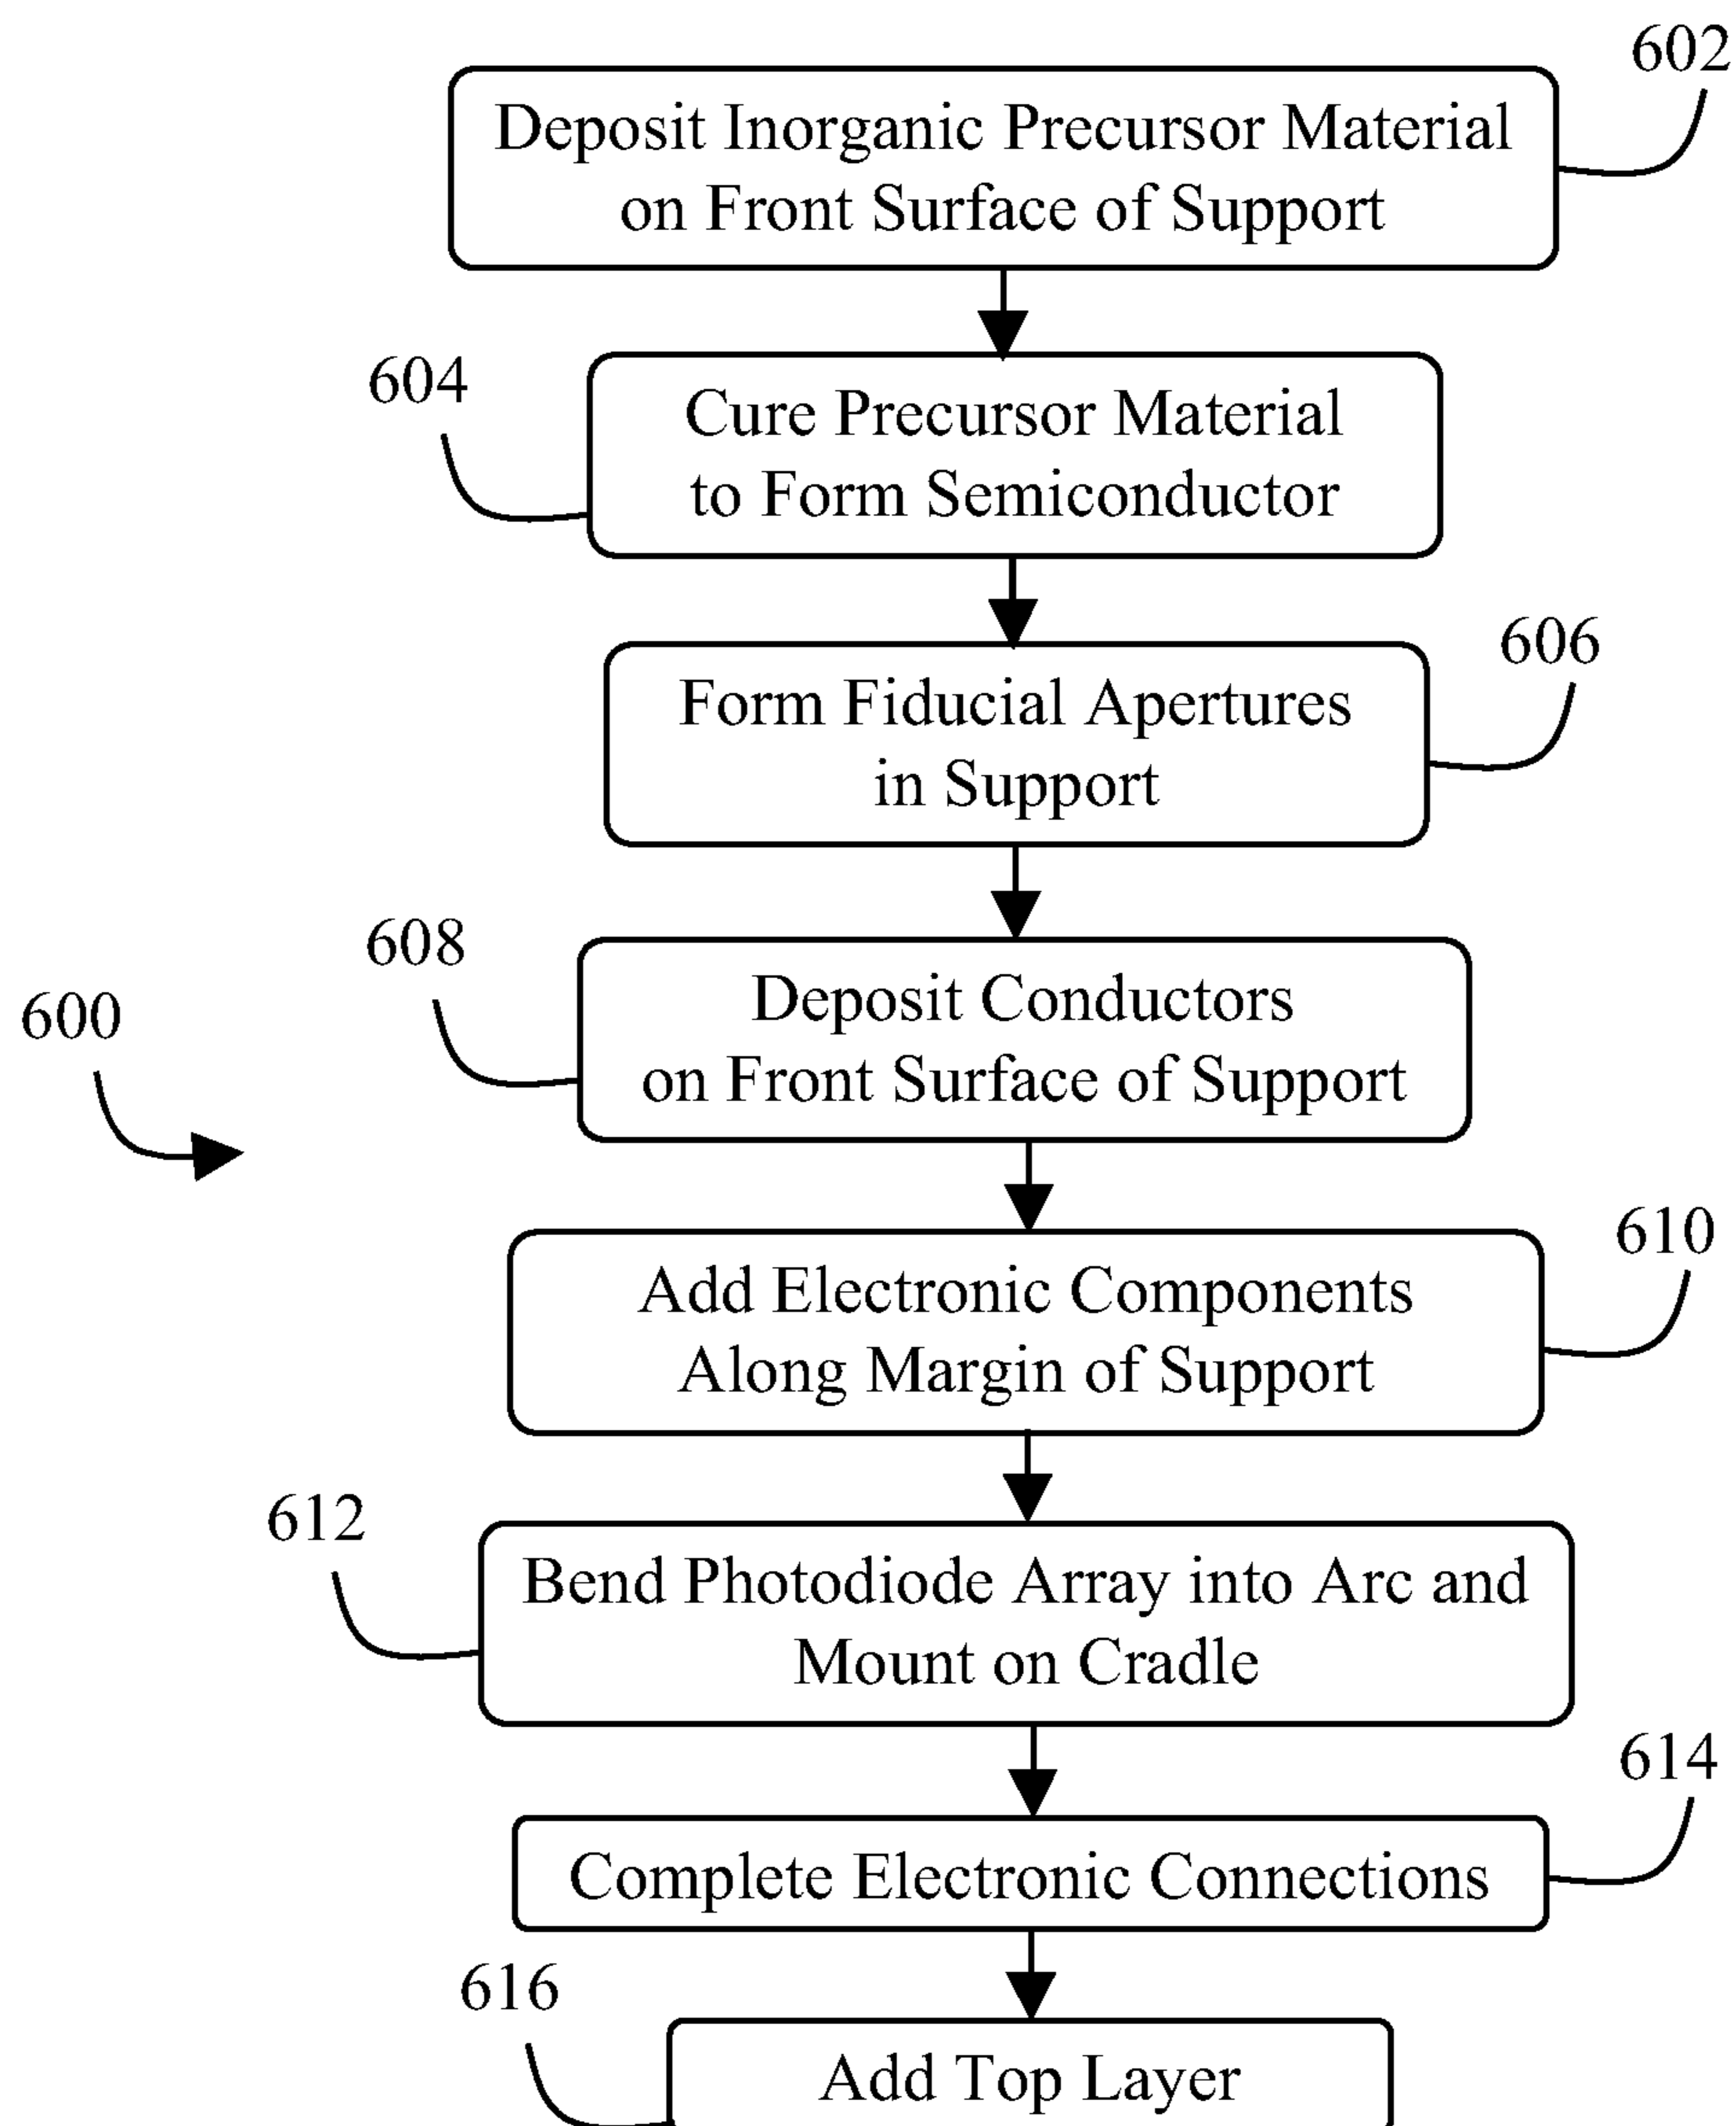 602
Deposit Inorganic Precursor Material
on Front Surface of Support
604
Cure Precursor Material
to Form Semiconductor
606
Form Fiducial Apertures
in Support
608
Deposit Conductors
on Front Surface of Support
600
610
Add Electronic Components
Along Margin of Support
612
Bend Photodiode Array into Arc and
Mount on Cradle
614
Complete Electronic Connections
616
Add Top Layer